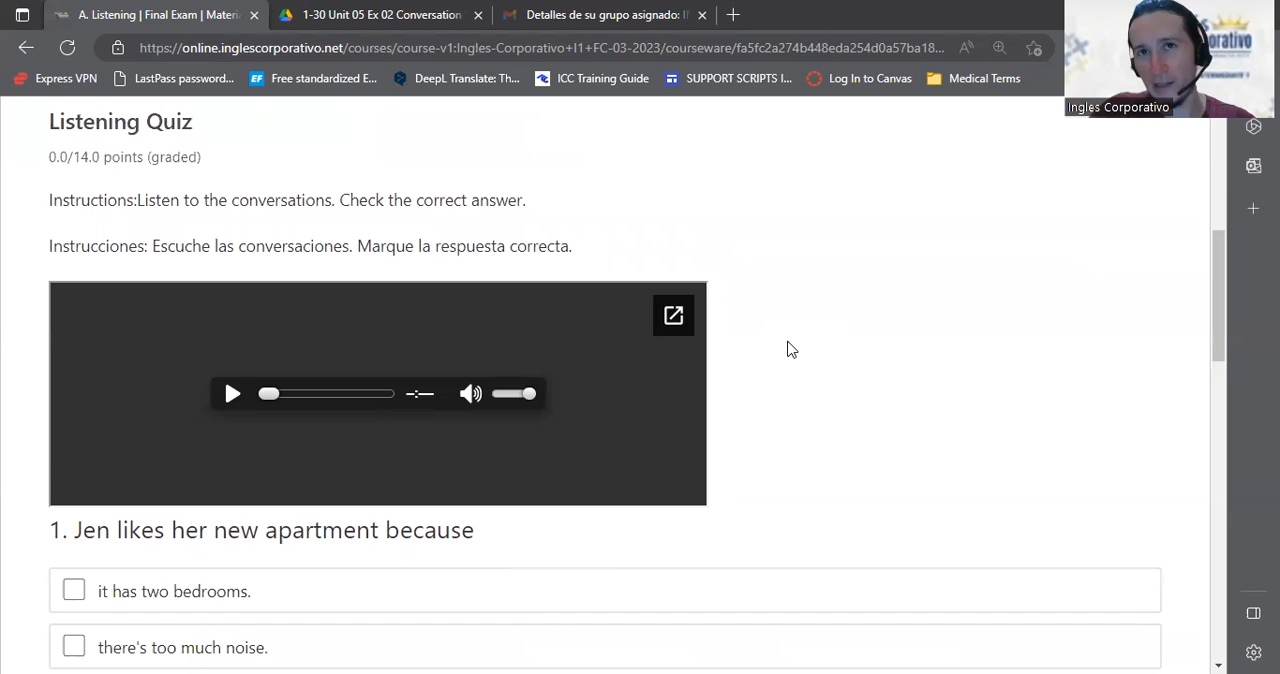 A. Listening | Final Exam | Materi
1-30 Unit 05 Ex 02 Conversation
Detalles de su grupo asignado: I
https://online.inglescorporativo.net/courses/course-v1:Ingles-Corporativo+I1+FC-03-2023/courseware/fa5fc2a274b448eda254d0a57ba18...
Express VPN
LastPass password...
EF Free standardized E...
DeepL Translate: Th...
ICC Training Guide
SUPPORT SCRIPTS I...
Log In to Canvas
Medical Terms
Ingles Corporativo
Listening Quiz
0.0/14.0 points (graded)
Instructions:Listen to the conversations. Check the correct answer.
Instrucciones: Escuche las conversaciones. Marque la respuesta correcta.
-:--
1. Jen likes her new apartment because
it has two bedrooms.
there's too much noise.